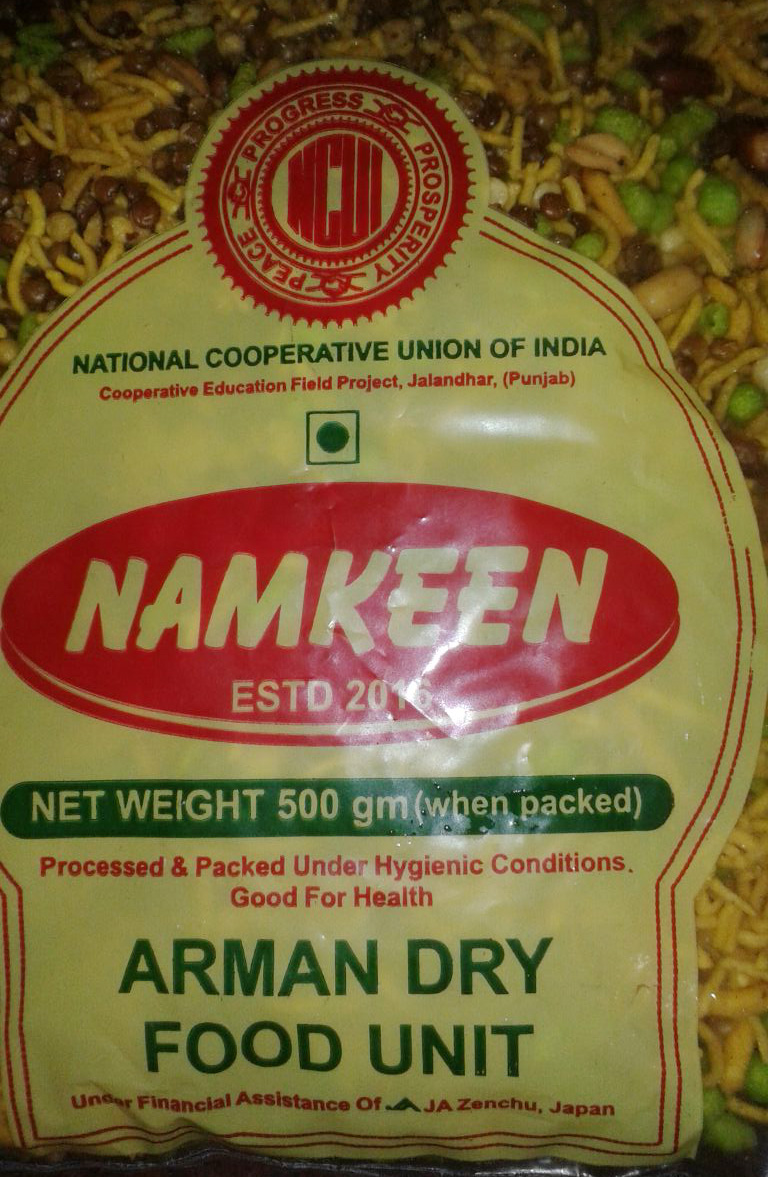 PROGRESS PROSPERITY PEACE
NCUI
NATIONAL COOPERATIVE UNION OF INDIA
Cooperative Education Field Project, Jalandhar, (Punjab)
NAMKEEN
ESTD 2016
NET WEIGHT 500 gm(when packed)
Processed & Packed Under Hygienic Conditions.
Good For Health
ARMAN DRY
FOOD UNIT
Under Financial Assistance Of JA Zenchu, Japan